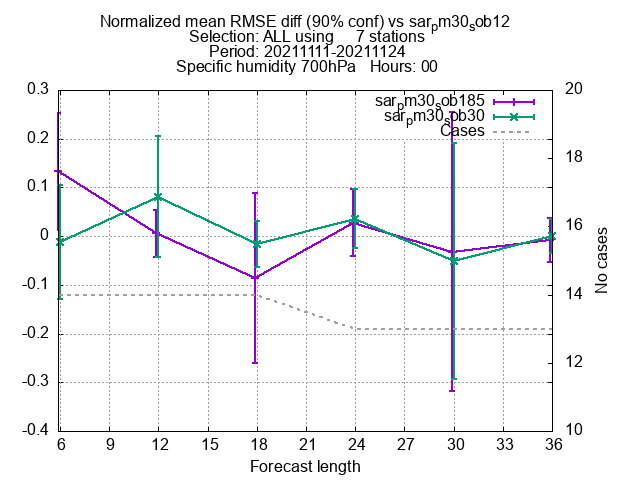 Normalized mean RMSE diff (90% conf) vs sarpm30sob12
Selection: ALL using 7 stations
Period: 20211111-20211124
Specific humidity 700hPa Hours: 00
sarpm30sob185
sarpm30sob30
Cases
0.3
0.2
0.1
0
-0.1
-0.2
-0.3
-0.4
20
18
16
14
12
10
No cases
6 9 12 15 18 21 24 27 30 33 36
Forecast length